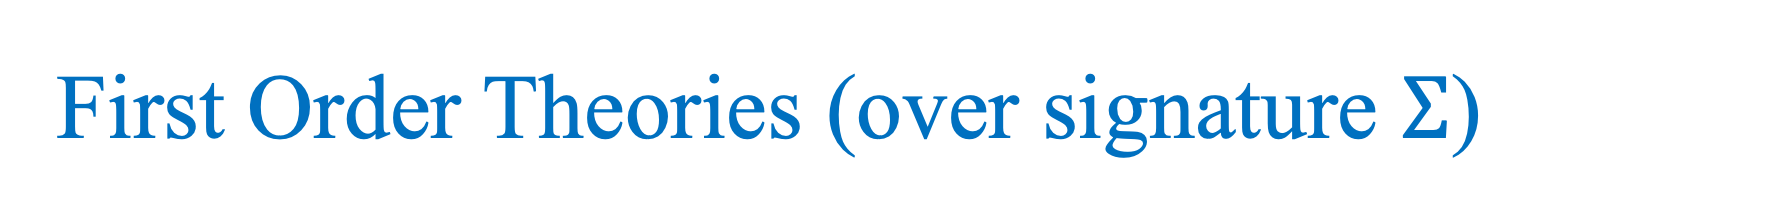 First Order Theories (over signature Σ)